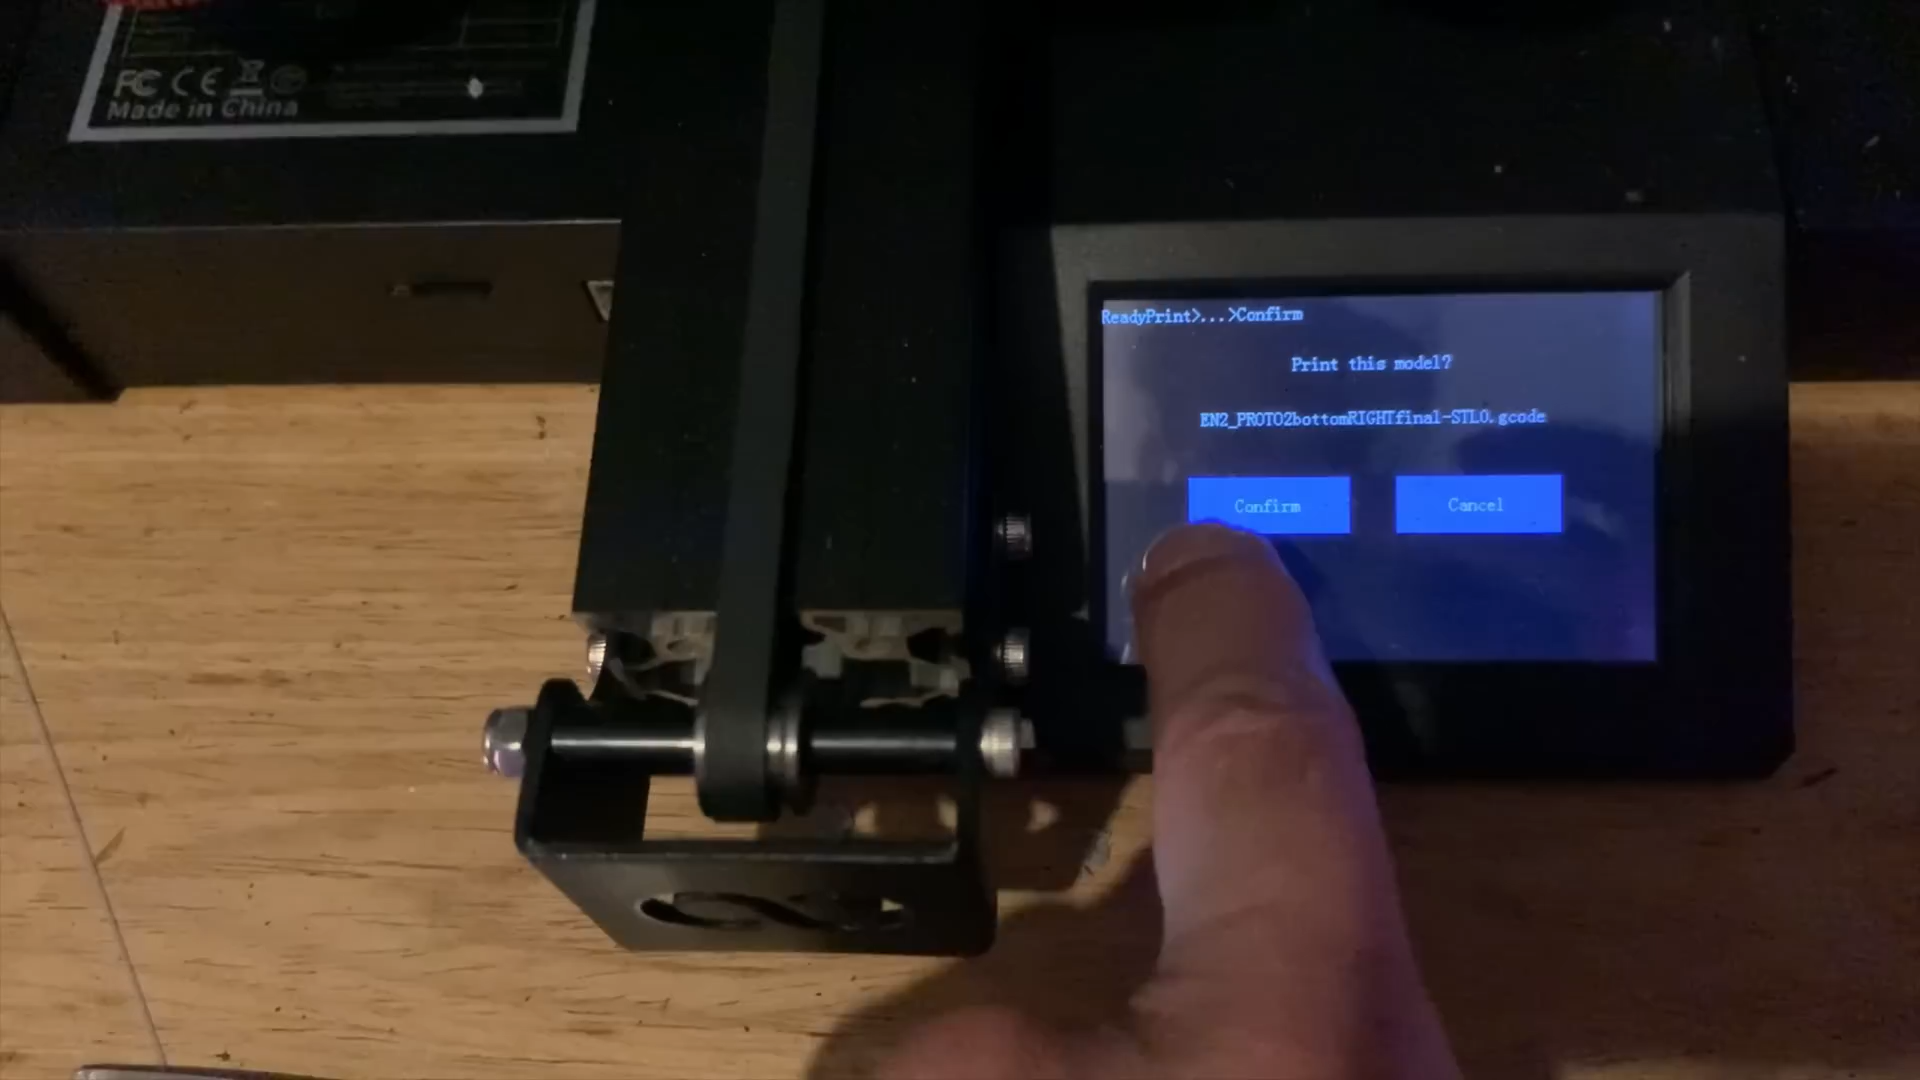 FC CE
Made in China
ReadyPrint>...>Confirm
Print this model?
EN2_PROTO2bottomRIGHTfinal-STL0.gcode
Confirm
Cancel